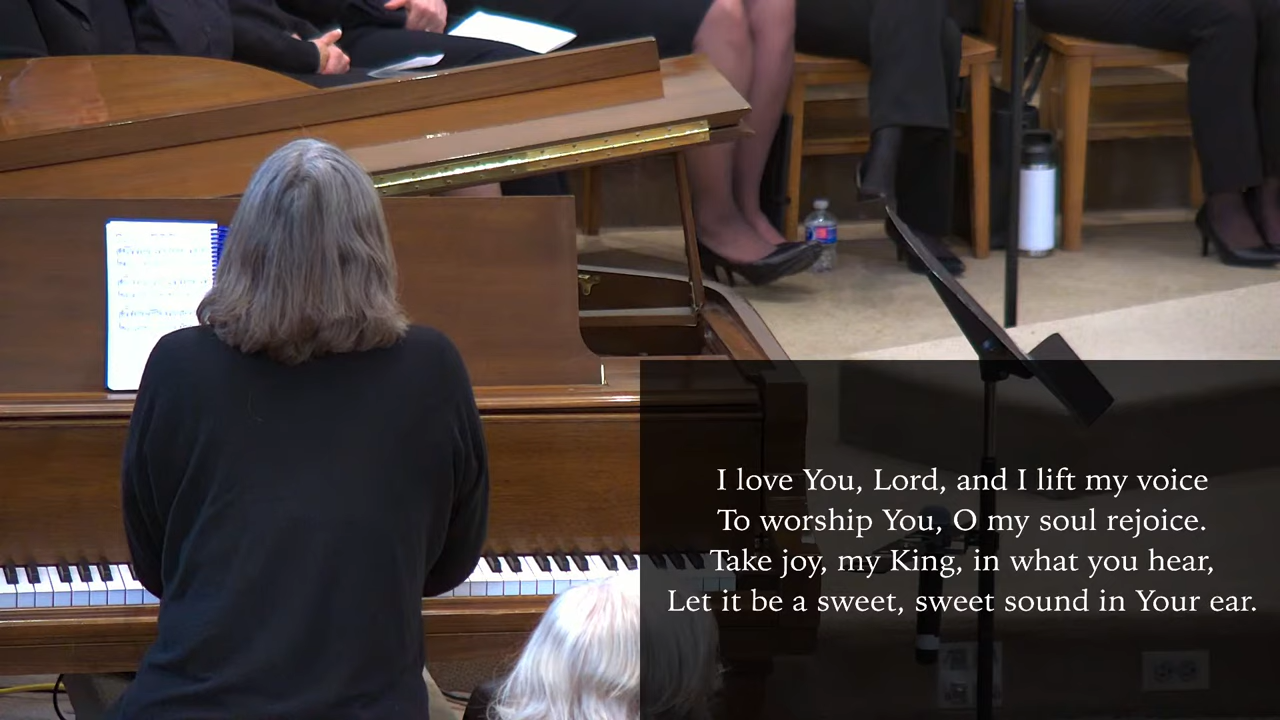 I love You, Lord, and I lift my voice
To worship You, O my soul rejoice.
Take joy, my King, in what you hear,
Let it be a sweet, sweet sound in Your ear.